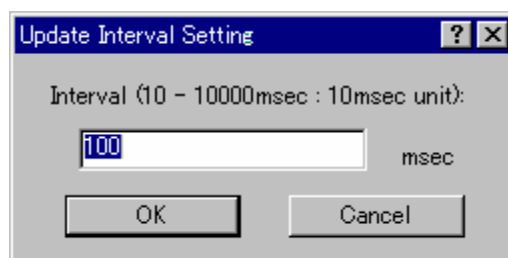 Update Interval Setting
Interval (10 - 10000msec : 10msec unit):
100
msec
OK
Cancel